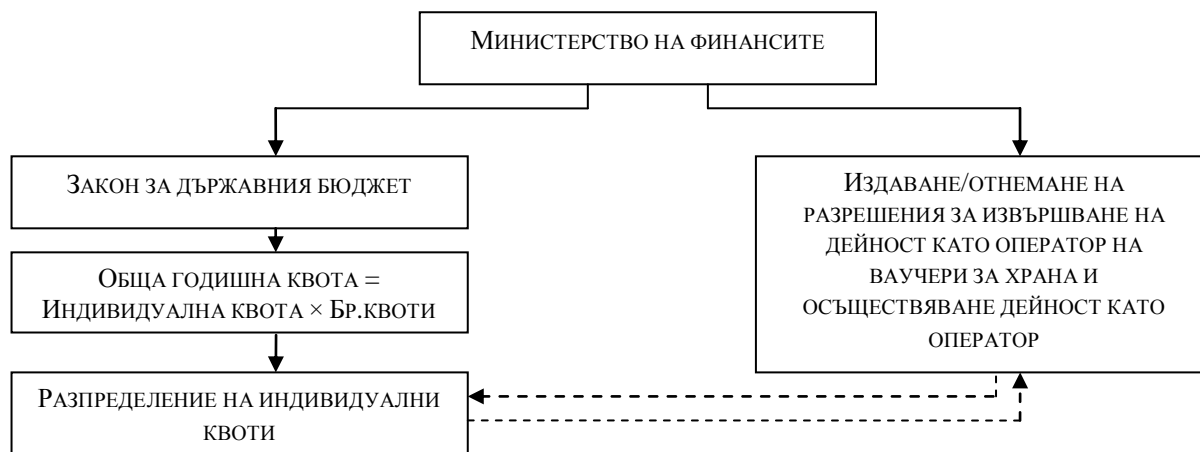 МИНИСТЕРСТВО НА ФИНАНСИТЕ
ЗАКОН ЗА ДЪРЖАВНИЯ БЮДЖЕТ
ОБЩА ГОДИШНА КВОТА =
ИНДИВИДУАЛНА КВОТА × БР.КВОТИ
РАЗПРЕДЕЛЕНИЕ НА ИНДИВИДУАЛНИ
КВОТИ
ИЗДАВАНЕ/ОТНЕМАНЕ НА
РАЗРЕШЕНИЯ ЗА ИЗВЪРШВАНЕ НА
ДЕЙНОСТ КАТО ОПЕРАТОР НА
ВАУЧЕРИ ЗА ХРАНА И
ОСЪЩЕСТВЯВАНЕ ДЕЙНОСТ КАТО
ОПЕРАТОР